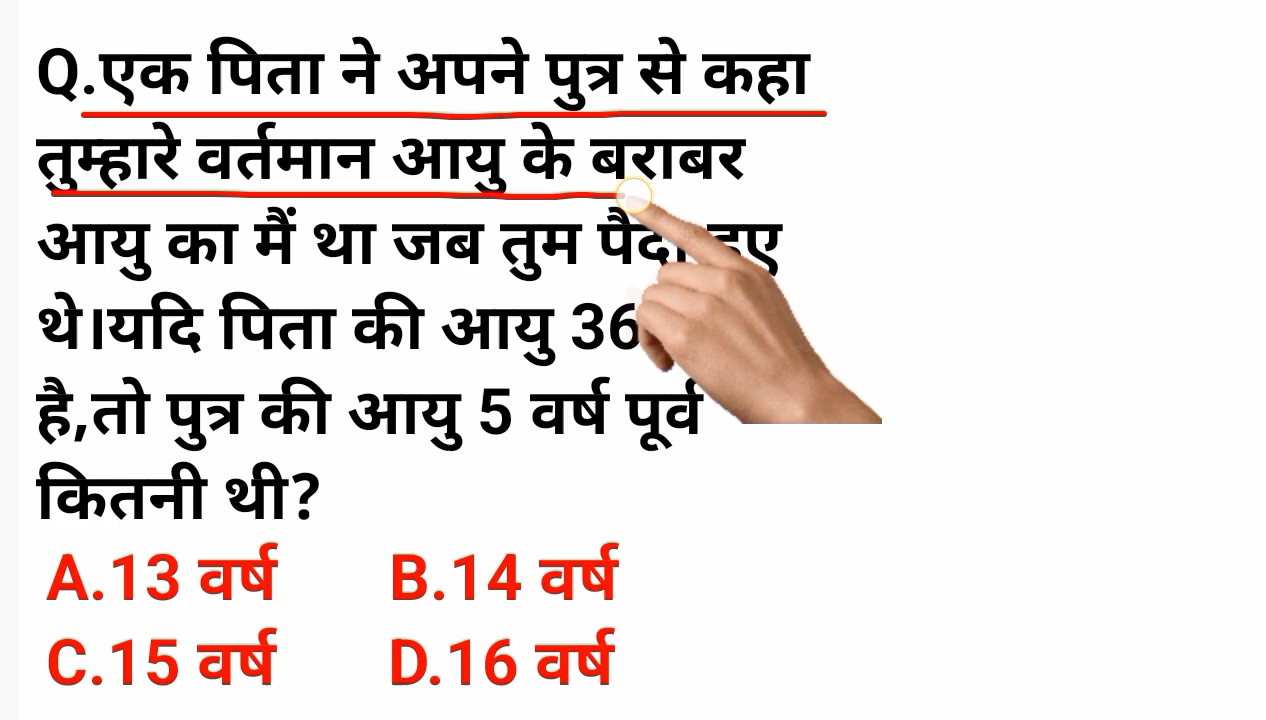 Q.एक पिता ने अपने पुत्र से कहा
तुम्हारे वर्तमान आयु के बराबर
आयु का मैं था जब तुम पैदा हुए
थे।यदि पिता की आयु 36
है,तो पुत्र की आयु 5 वर्ष पूर्व
कितनी थी?
A.13 वर्ष B.14 वर्ष
C.15 वर्ष D.16 वर्ष